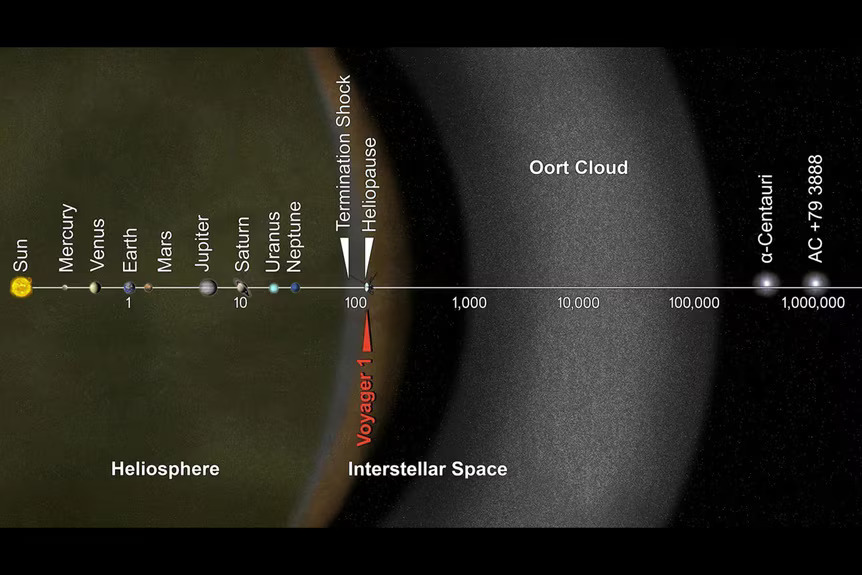 Sun
Mercury
Venus
Earth
Mars
Jupiter
Saturn
Uranus
Neptune
Termination Shock
Heliopause
Oort Cloud
α-Centauri
AC +79 3888
1
10
100
1,000
10,000
100,000
1,000,000
Voyager 1
Heliosphere
Interstellar Space